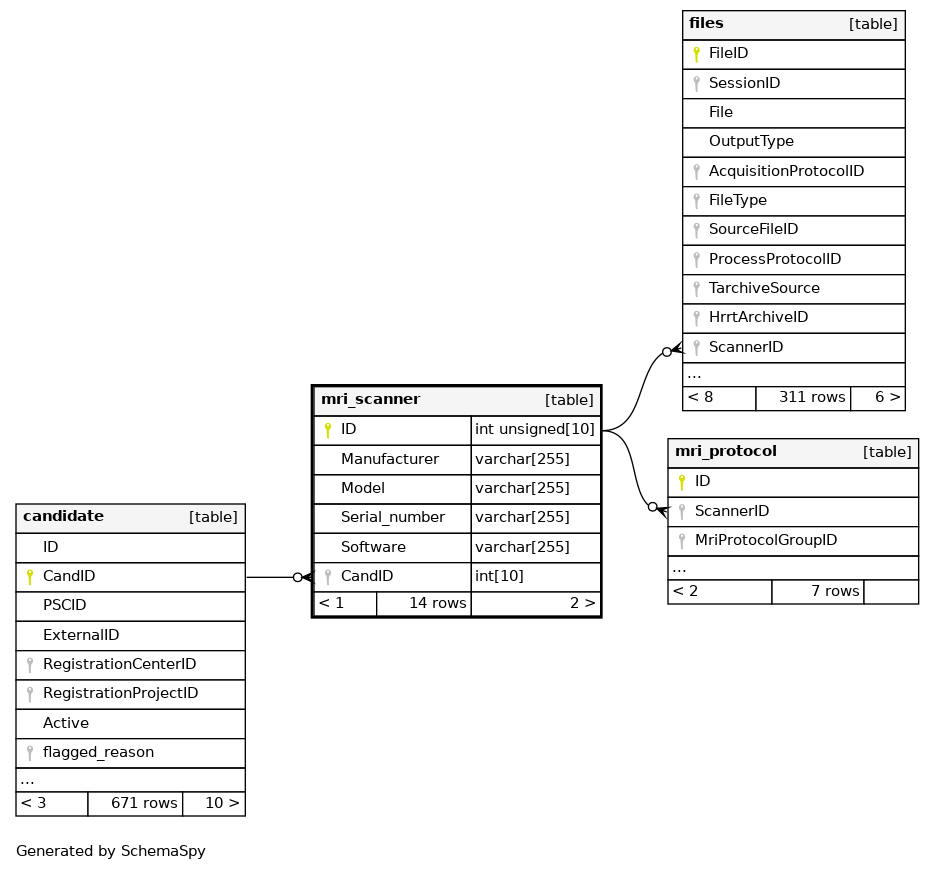 files [table]
FileID
SessionID
File
OutputType
AcquisitionProtocolID
FileType
SourceFileID
ProcessProtocolID
TarchiveSource
HrrtArchiveID
ScannerID
...
< 8 311 rows 6 >
mri_scanner [table]
ID int unsigned[10]
Manufacturer varchar[255]
Model varchar[255]
Serial_number varchar[255]
Software varchar[255]
CandID int[10]
< 1 14 rows 2 >
mri_protocol [table]
ID
ScannerID
MriProtocolGroupID
...
< 2 7 rows
candidate [table]
ID
CandID
PSCID
ExternalID
RegistrationCenterID
RegistrationProjectID
Active
flagged_reason
...
< 3 671 rows 10 >
Generated by SchemaSpy